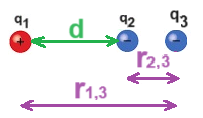 q1 q2 q3
d
+ - -
r2,3
r1,3